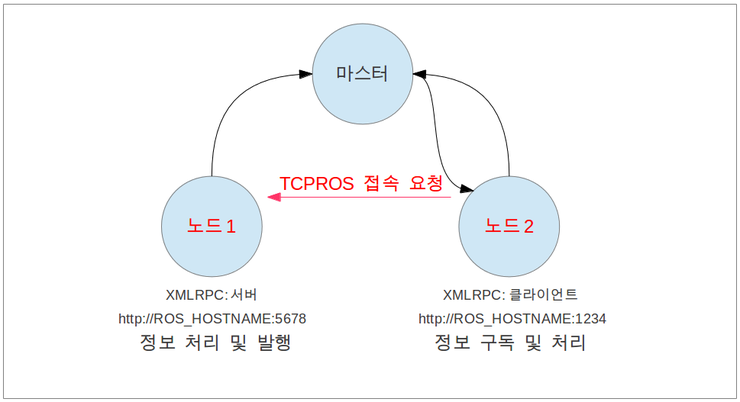 마스터
TCPROS 접속 요청
노드1
노드2
XMLRPC: 서버
http://ROS_HOSTNAME:5678
정보 처리 및 발행
XMLRPC: 클라이언트
http://ROS_HOSTNAME:1234
정보 구독 및 처리